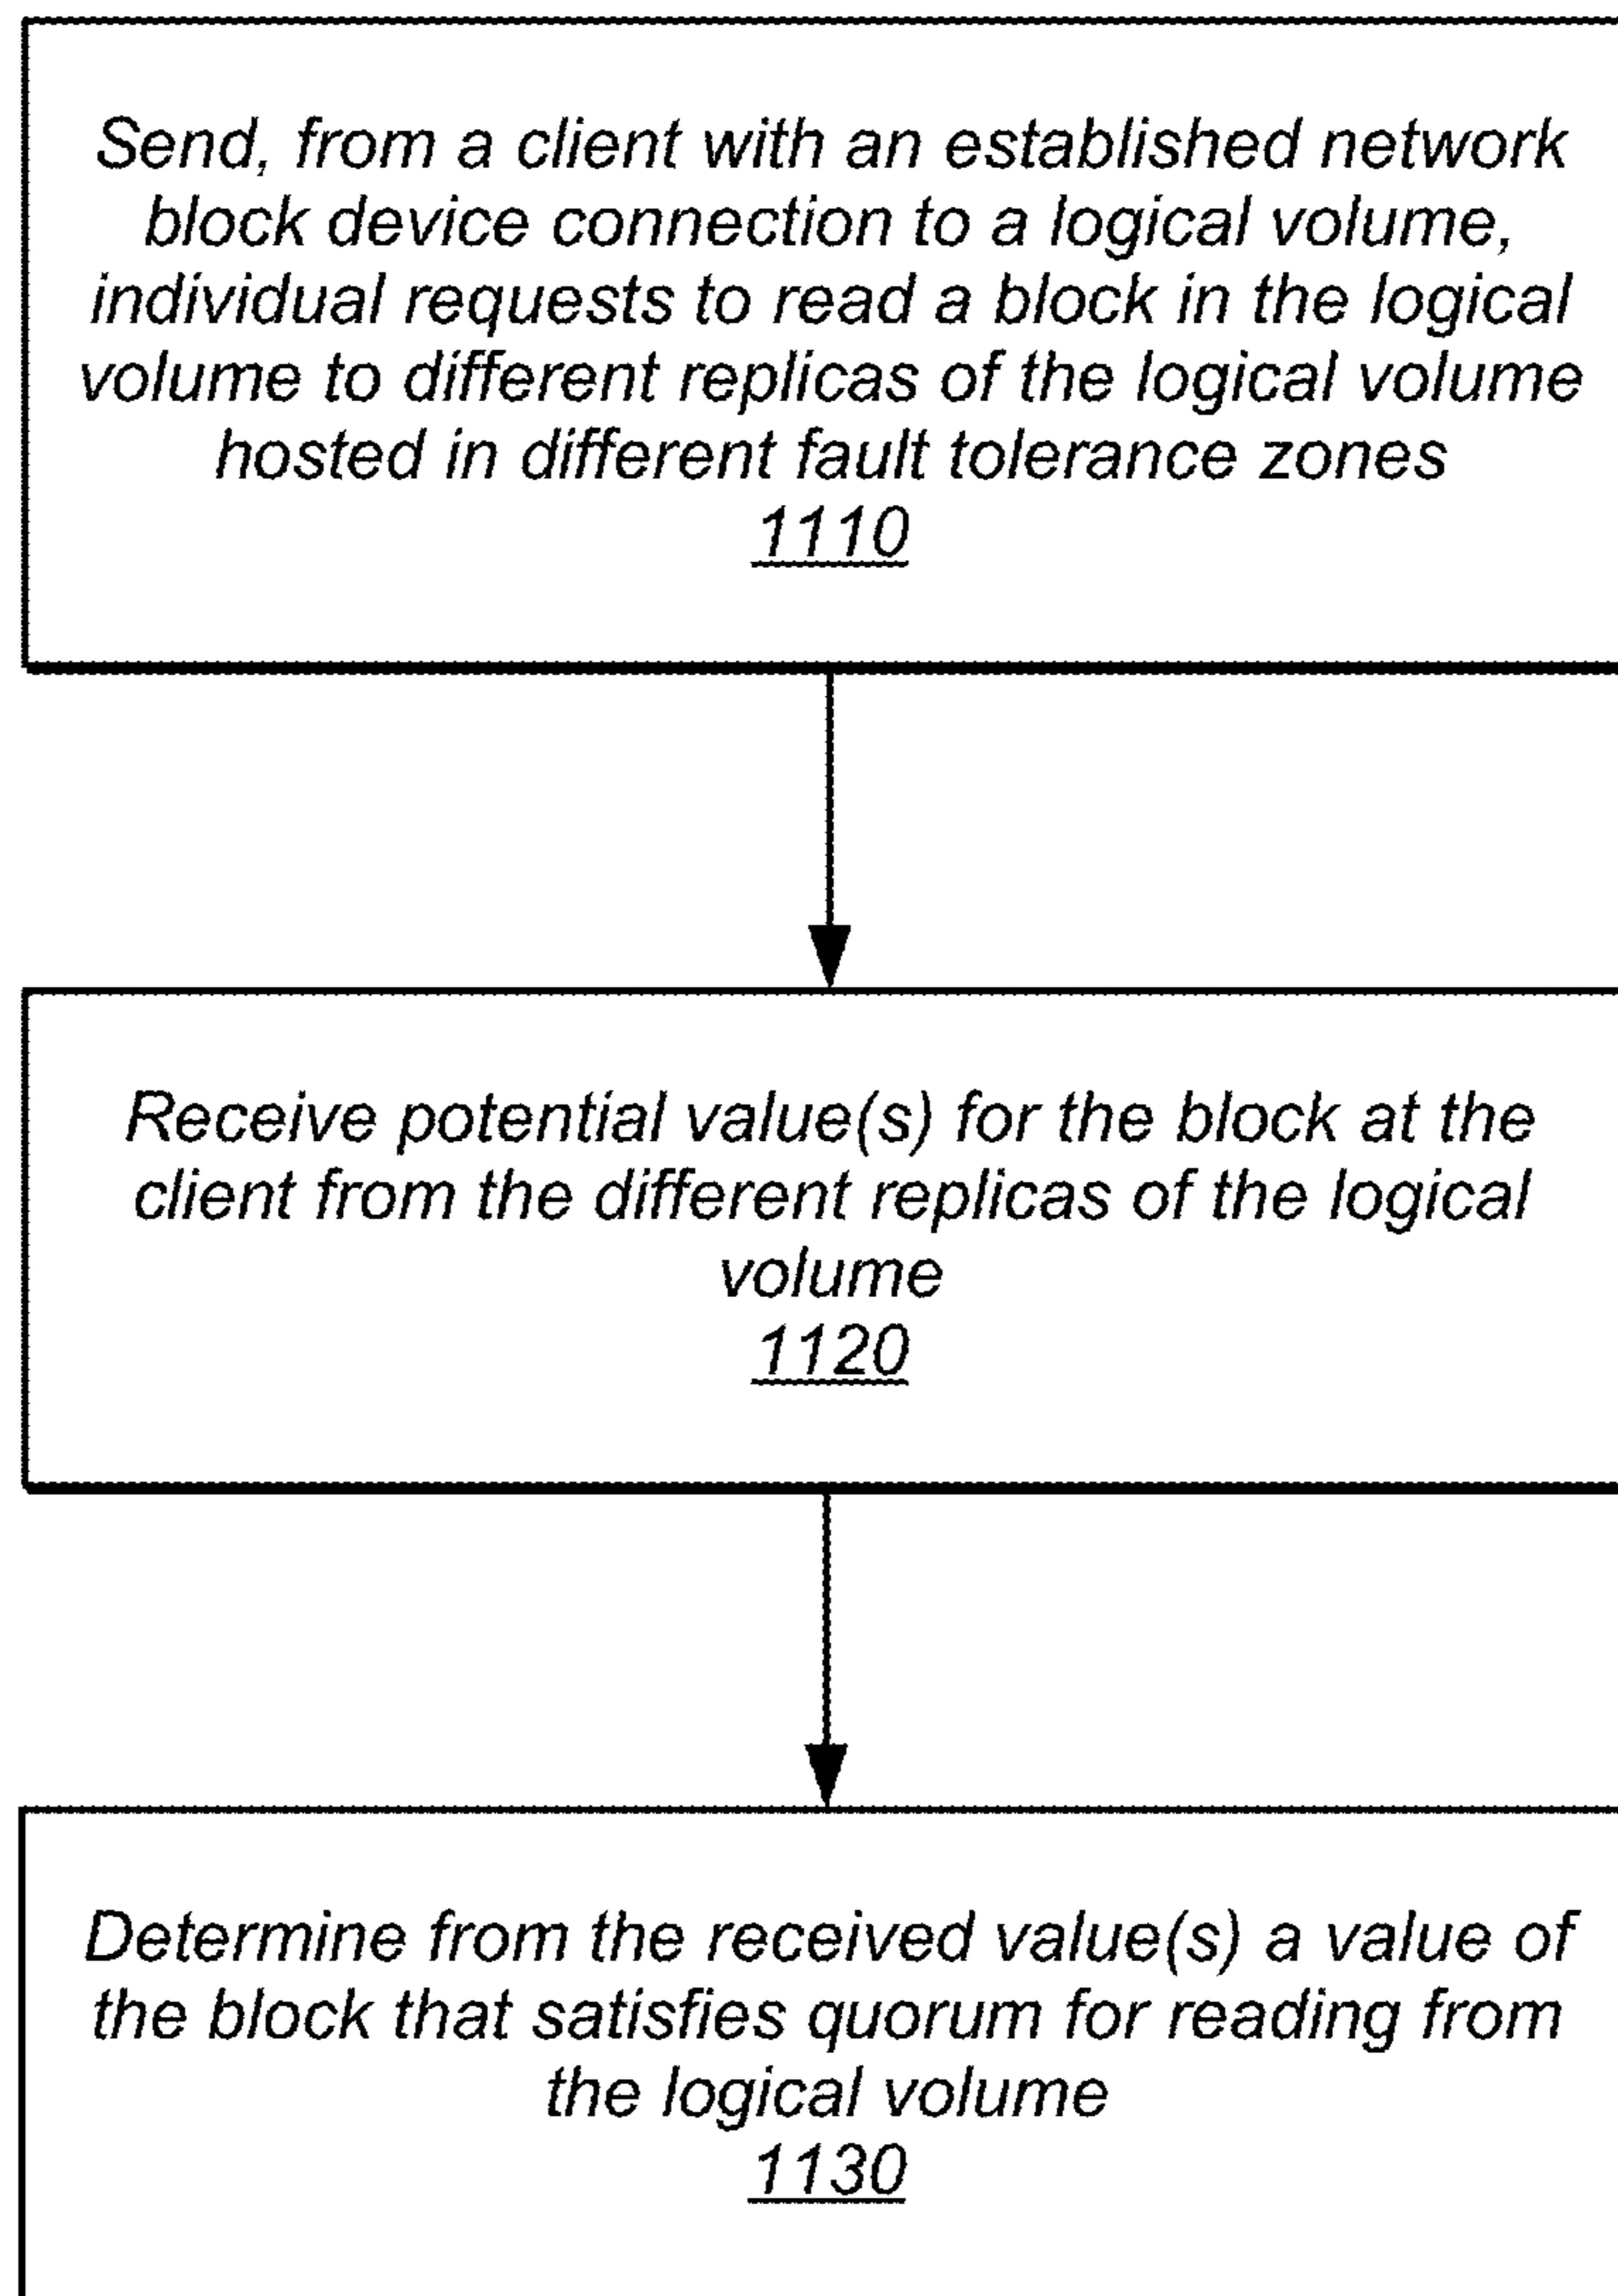 Send, from a client with an established network
block device connection to a logical volume,
individual requests to read a block in the logical
volume to different replicas of the logical volume
hosted in different fault tolerance zones
1110
Receive potential value(s) for the block at the
client from the different replicas of the logical
volume
1120
Determine from the received value(s) a value of
the block that satisfies quorum for reading from
the logical volume
1130